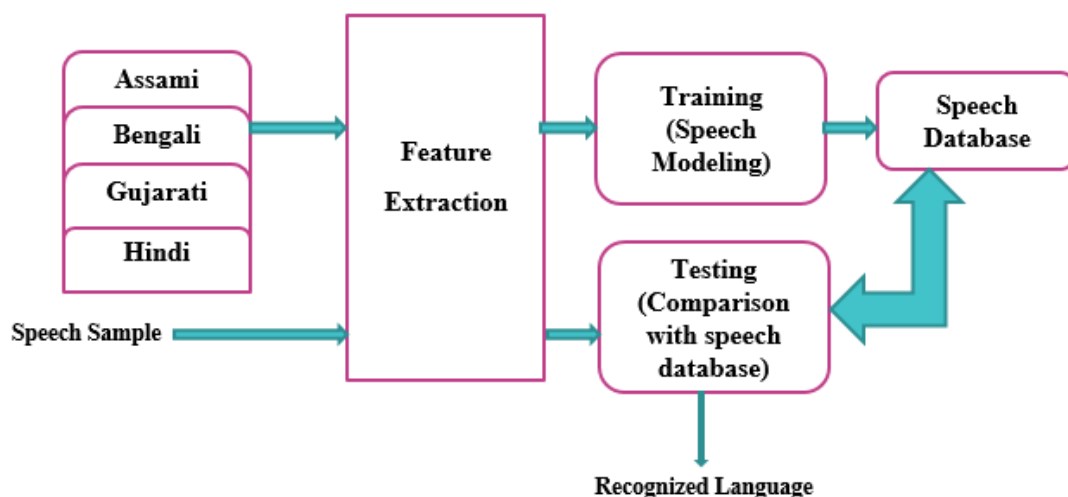 Assami
Bengali
Gujarati
Hindi
Speech Sample
Feature
Extraction
Training
(Speech
Modeling)
Speech
Database
Testing
(Comparison
with speech
database)
Recognized Language